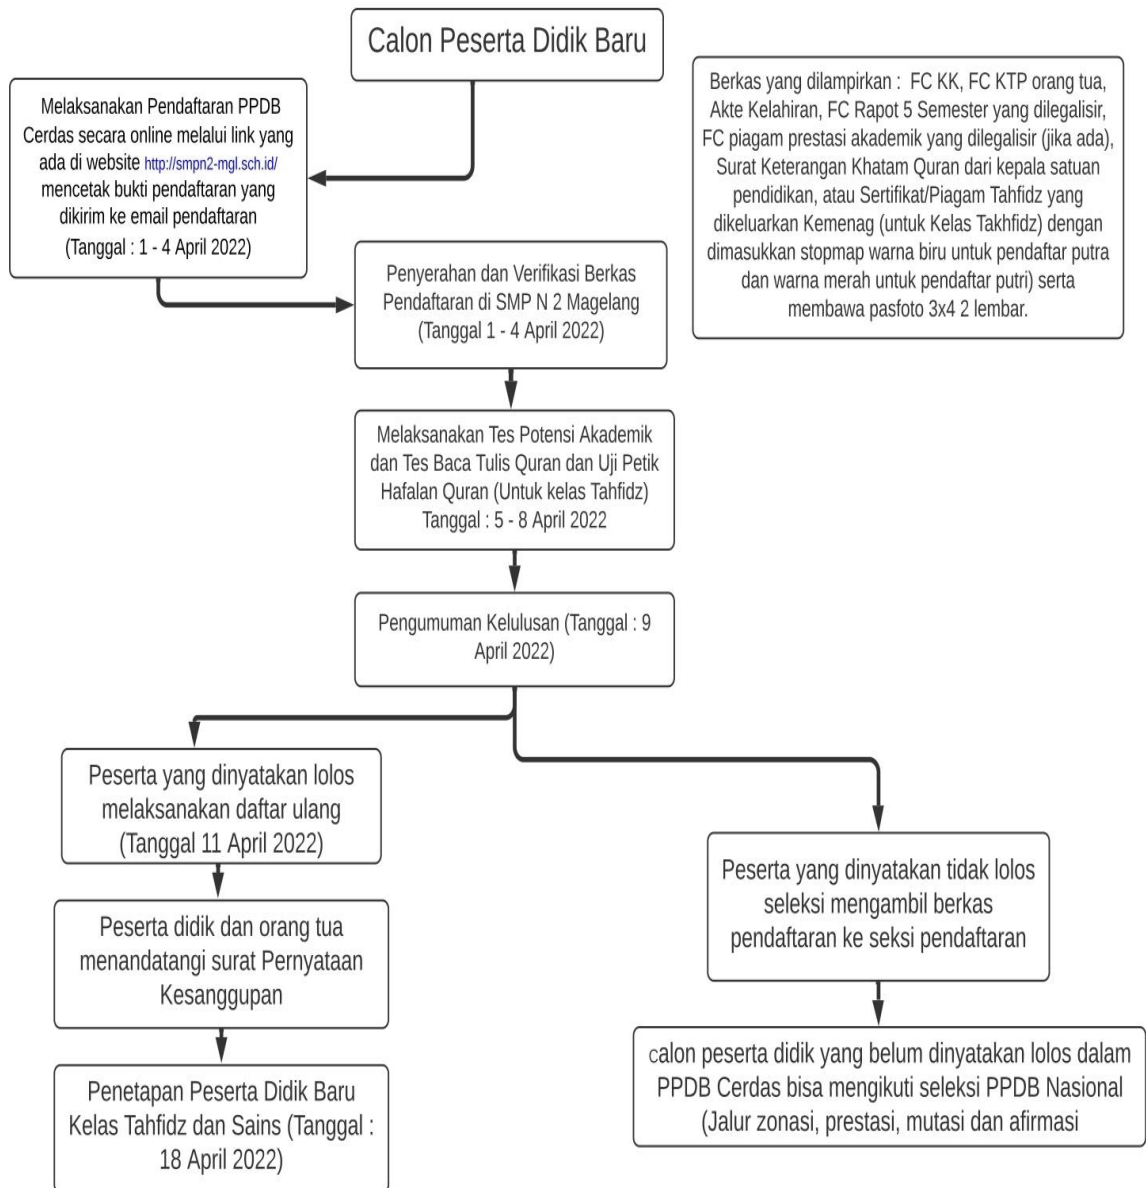 Calon Peserta Didik Baru
Melaksanakan Pendaftaran PPDB
Cerdas secara online melalui link yang
ada di website http://smpn2-mgl.sch.id/
mencetak bukti pendaftaran yang
dikirim ke email pendaftaran
(Tanggal : 1 - 4 April 2022)
Berkas yang dilampirkan : FC KK, FC KTP orang tua,
Akte Kelahiran, FC Rapot 5 Semester yang dilegalisir,
FC piagam prestasi akademik yang dilegalisir (jika ada),
Surat Keterangan Khatam Quran dari kepala satuan
pendidikan, atau Sertifikat/Piagam Tahfidz yang
dikeluarkan Kemenag (untuk Kelas Takhfidz) dengan
dimasukkan stopmap warna biru untuk pendaftar putra
dan warna merah untuk pendaftar putri) serta
membawa pasfoto 3x4 2 lembar.
Penyerahan dan Verifikasi Berkas
Pendaftaran di SMP N 2 Magelang
(Tanggal 1 - 4 April 2022)
Melaksanakan Tes Potensi Akademik
dan Tes Baca Tulis Quran dan Uji Petik
Hafalan Quran (Untuk kelas Tahfidz)
Tanggal : 5 - 8 April 2022
Pengumuman Kelulusan (Tanggal : 9
April 2022)
Peserta yang dinyatakan lolos
melaksanakan daftar ulang
(Tanggal 11 April 2022)
Peserta didik dan orang tua
menandatangi surat Pernyataan
Kesanggupan
Penetapan Peserta Didik Baru
Kelas Tahfidz dan Sains (Tanggal :
18 April 2022)
Peserta yang dinyatakan tidak lolos
seleksi mengambil berkas
pendaftaran ke seksi pendaftaran
calon peserta didik yang belum dinyatakan lolos dalam
PPDB Cerdas bisa mengikuti seleksi PPDB Nasional
(Jalur zonasi, prestasi, mutasi dan afirmasi